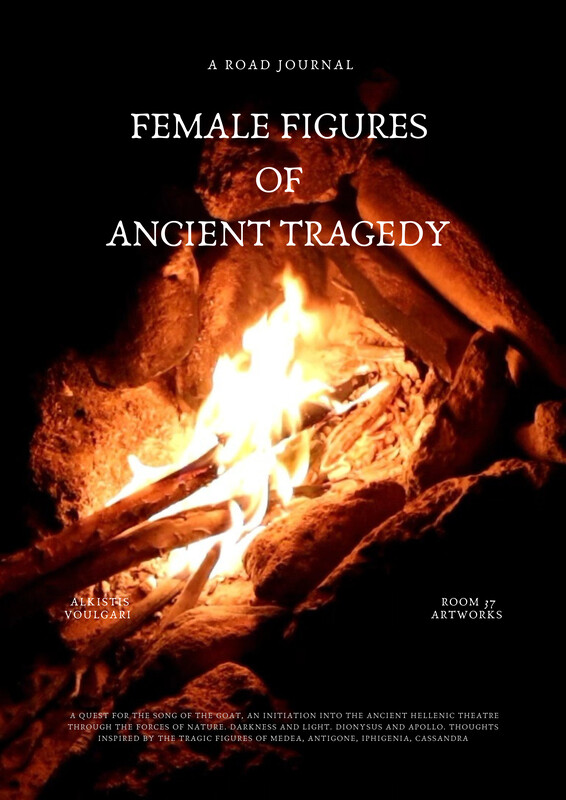 A ROAD JOURNAL
FEMALE FIGURES
OF
ANCIENT TRAGEDY
ALKISTIS
VOULGARI
ROOM 37
ARTWORKS
A QUEST FOR THE SONG OF THE GOAT, AN INITIATION INTO THE ANCIENT HELLENIC THEATRE
THROUGH THE FORCES OF NATURE. DARKNESS AND LIGHT. DIONYSUS AND APOLLO. THOUGHTS
INSPIRED BY THE TRAGIC FIGURES OF MEDEA, ANTIGONE, IPHIGENIA, CASSANDRA